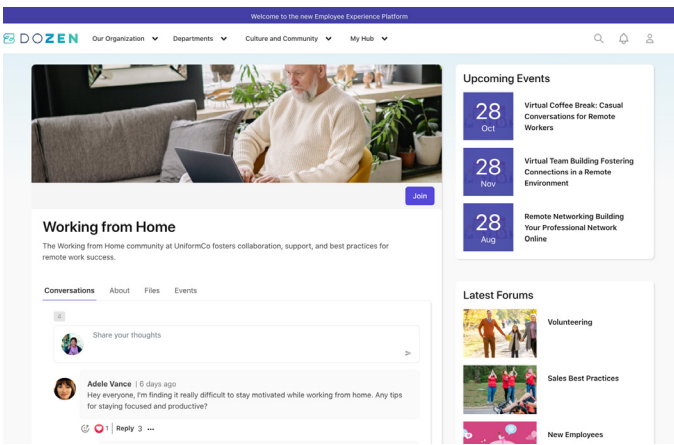 Welcome to the new Employee Experience Platform
DOZEN
Our Organization
Departments
Culture and Community
My Hub
Join
Working from Home
The Working from Home community at UniformCo fosters collaboration, support, and best practices for
remote work success.
Conversations
About
Files
Events
4
Share your thoughts
Adele Vance | 6 days ago
Hey everyone, I'm finding it really difficult to stay motivated while working from home. Any tips
for staying focused and productive?
1 | Reply 3 •••
Upcoming Events
28
Oct
Virtual Coffee Break: Casual
Conversations for Remote
Workers
28
Nov
Virtual Team Building Fostering
Connections in a Remote
Environment
28
Aug
Remote Networking Building
Your Professional Network
Online
Latest Forums
Volunteering
Sales Best Practices
New Employees